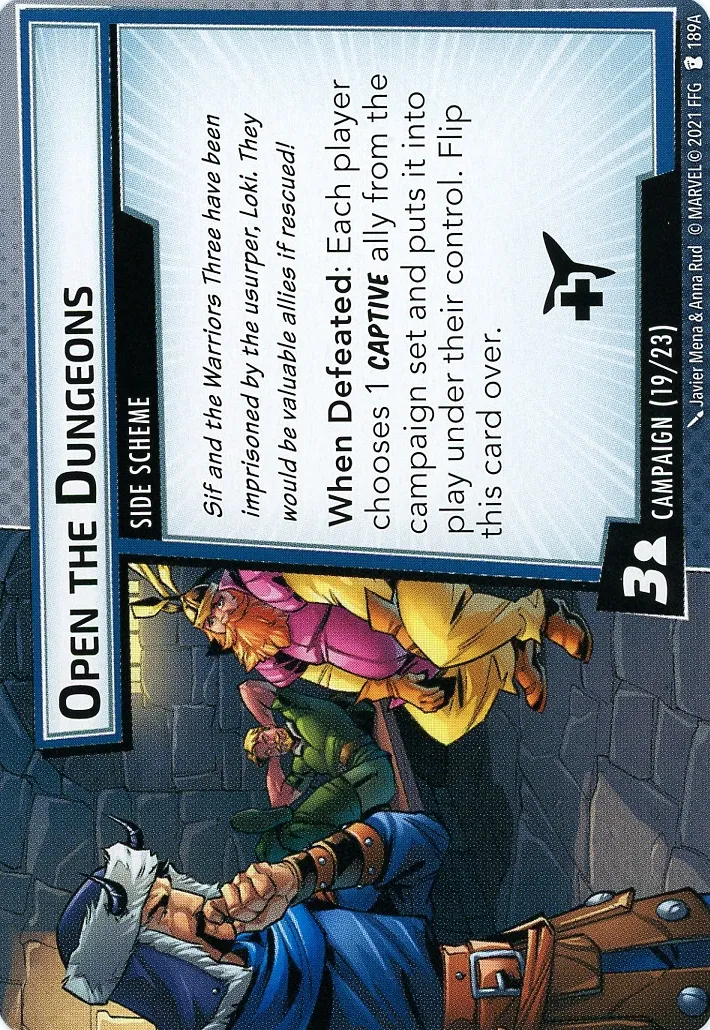 OPEN THE DUNGEONS
SIDE SCHEME
Sif and the Warriors Three have been
imprisoned by the usurper, Loki. They
would be valuable allies if rescued!
When Defeated: Each player
chooses 1 CAPTIVE ally from the
campaign set and puts it into
play under their control. Flip
this card over.
3
CAMPAIGN (19/23)
Javier Mena & Anna Rud © MARVEL © 2021 FFG 189A